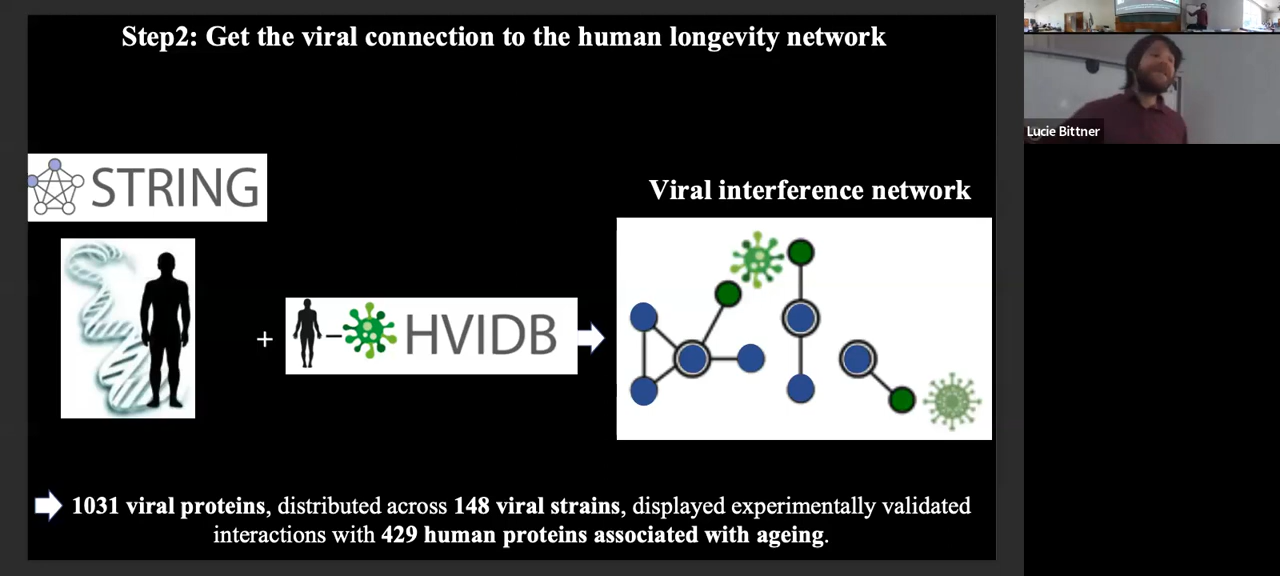 Step2: Get the viral connection to the human longevity network
Lucie Bittner
STRING
Viral interference network
+
HVIDB
1031 viral proteins, distributed across 148 viral strains, displayed experimentally validated
interactions with 429 human proteins associated with ageing.